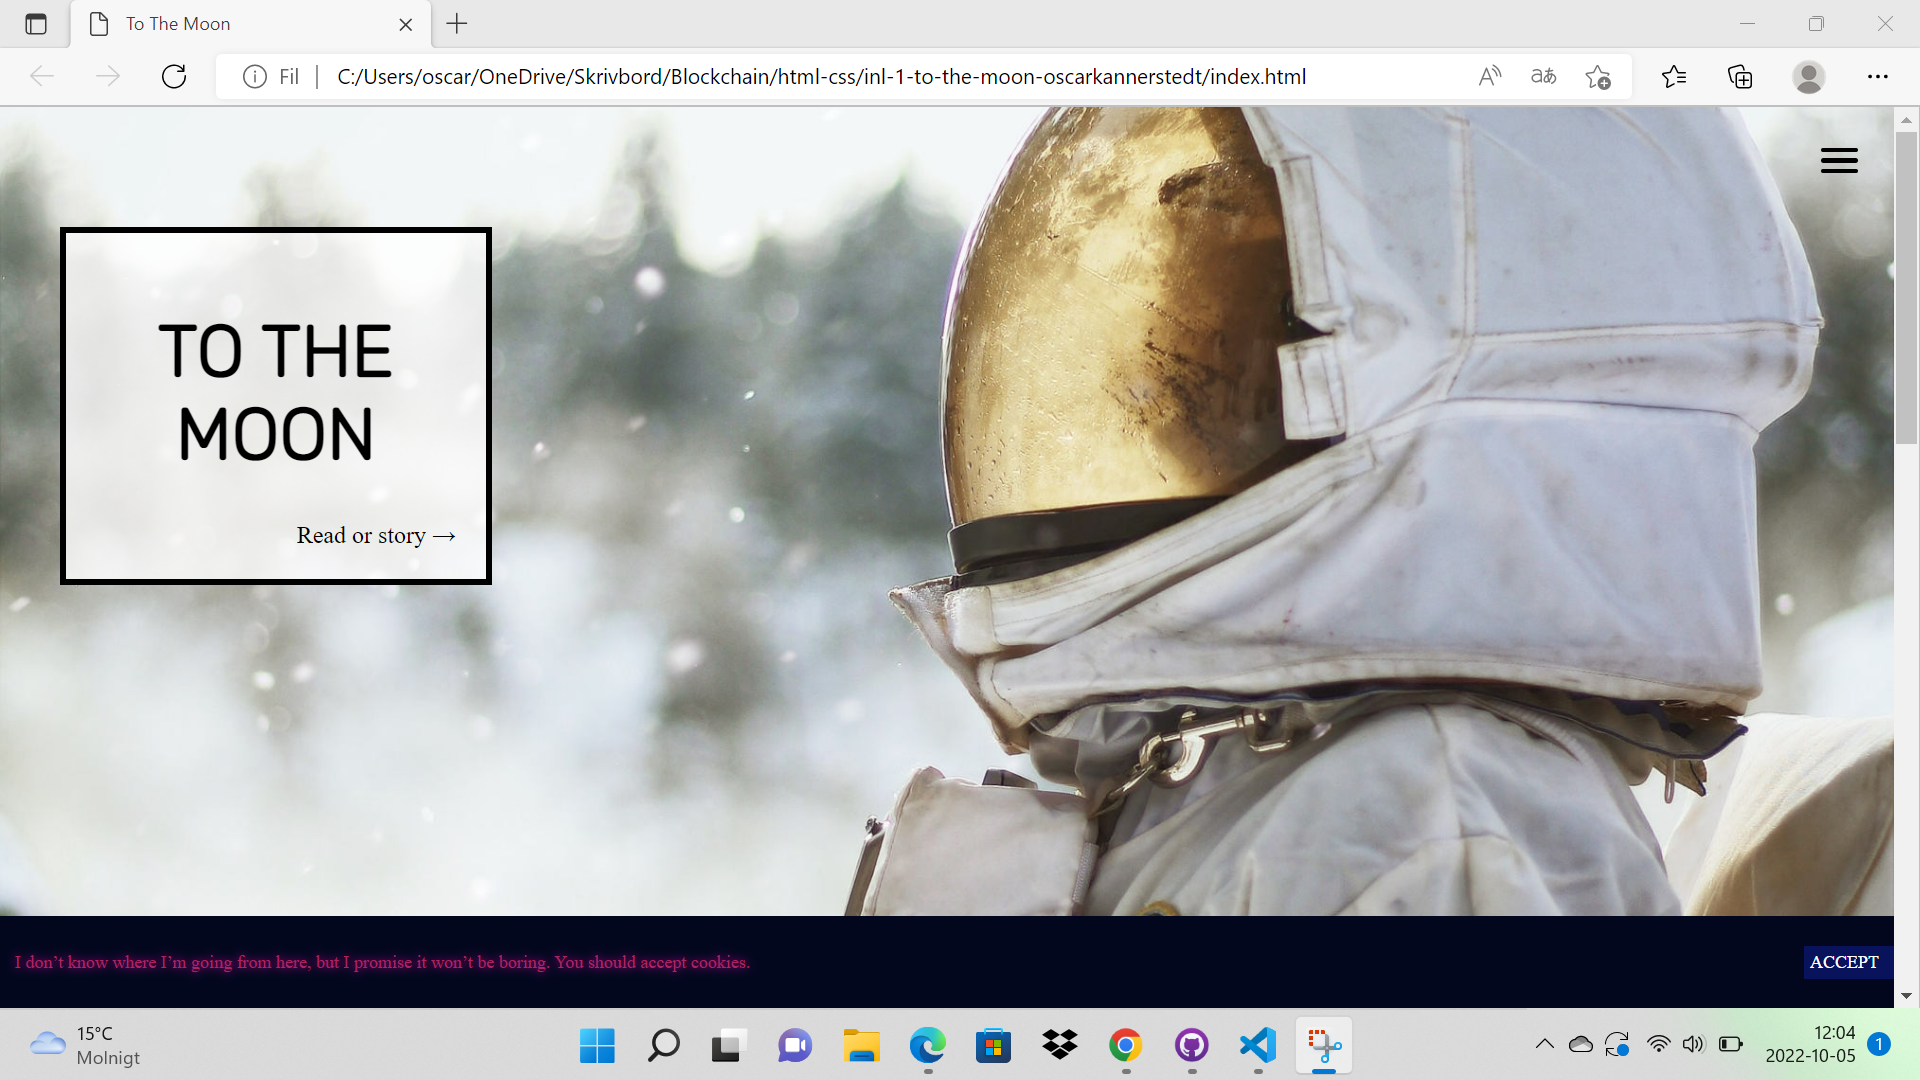 To The Moon
Fil
C:/Users/oscar/OneDrive/Skrivbord/Blockchain/html-css/inl-1-to-the-moon-oscarkannerstedt/index.html
aあ
TO THE
MOON
Read or story →
I don’t know where I’m going from here, but I promise it won’t be boring. You should accept cookies.
ACCEPT
15°C
Molnigt
12:04
2022-10-05
1